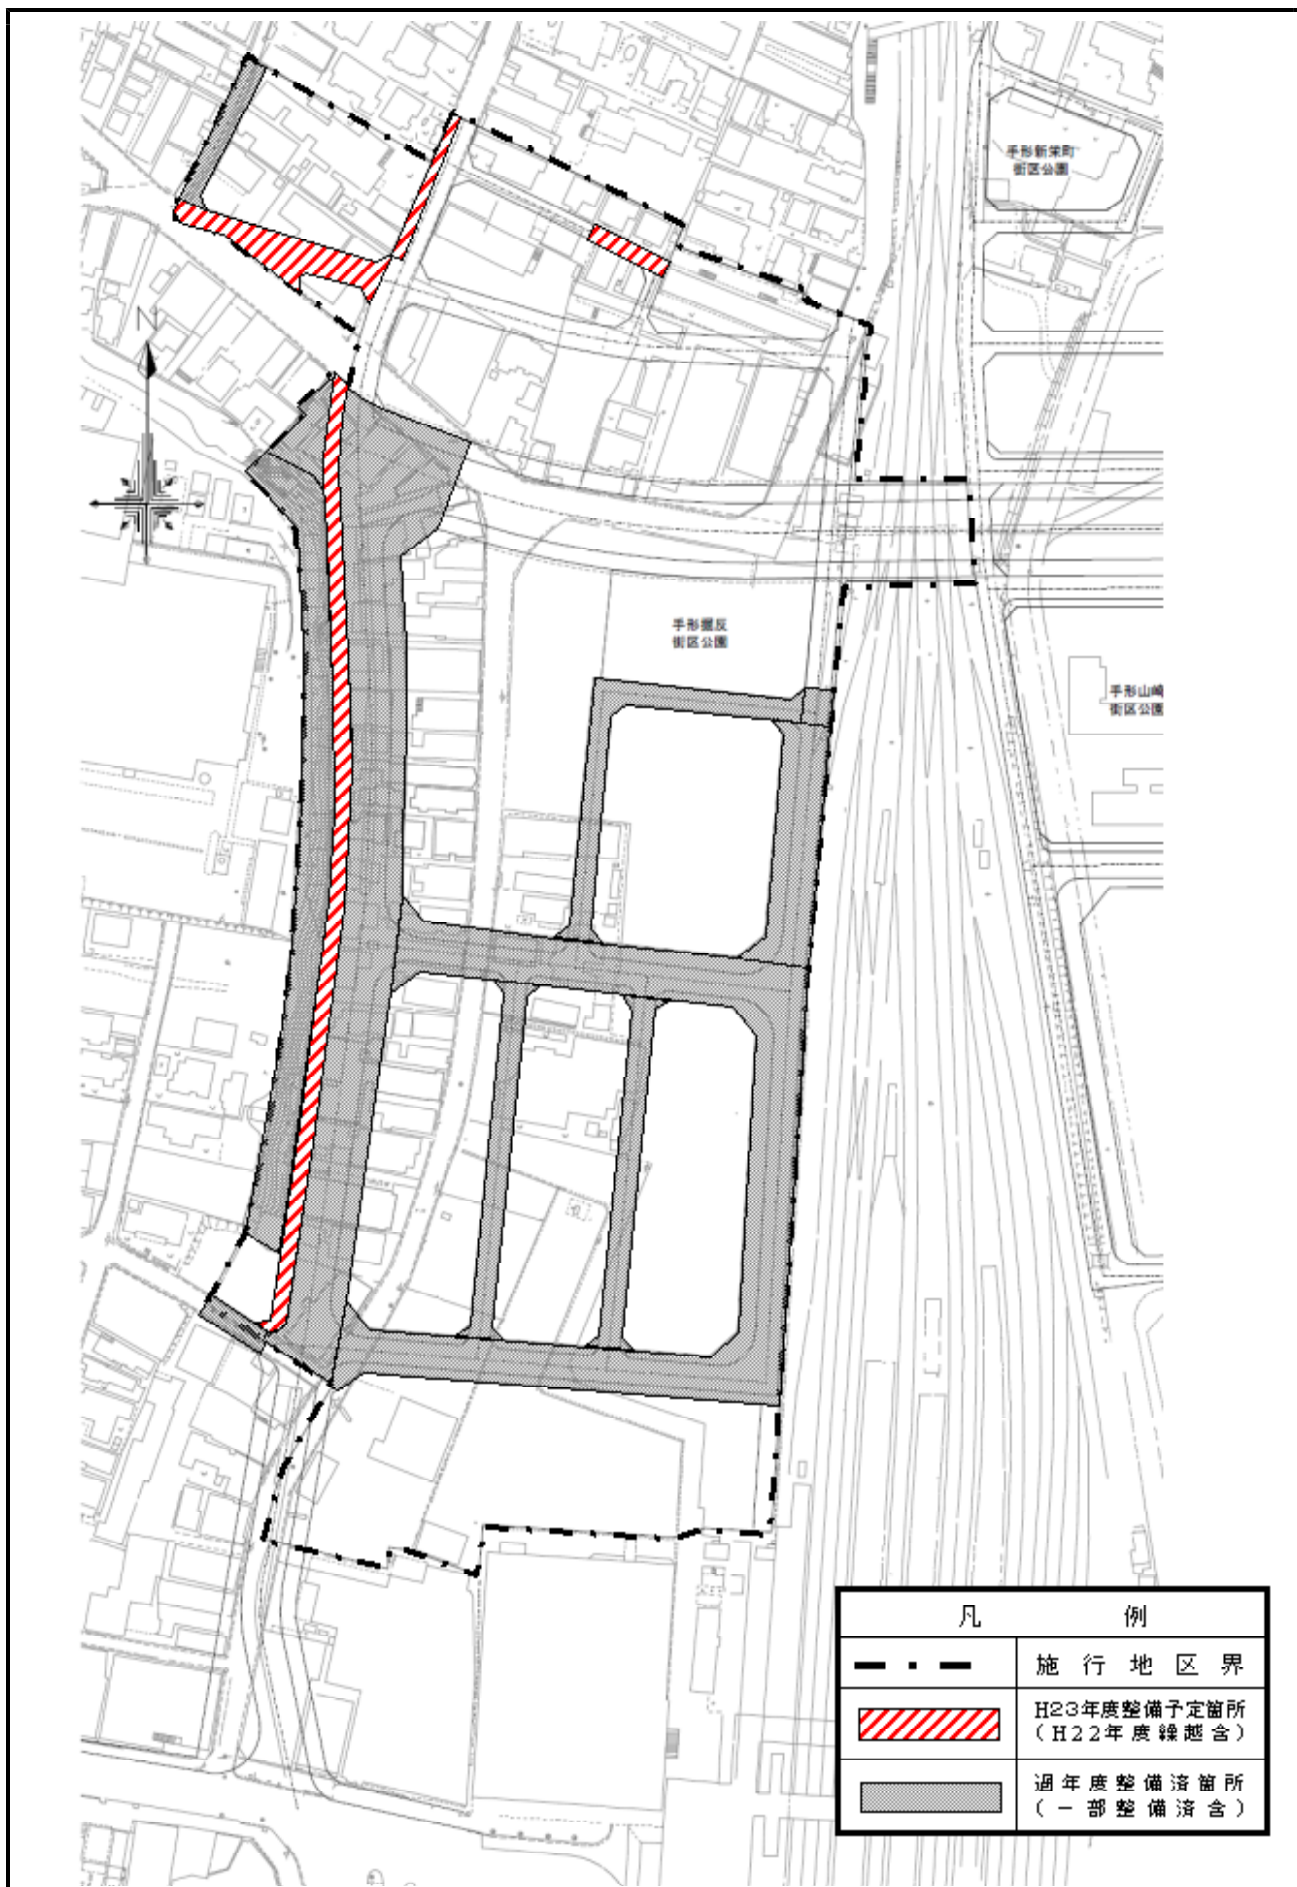 手形新栄町
街区公園
N
手形堀反
街区公園
手形山崎
街区公園
凡 例
施行地区界
H23年度整備予定箇所
(H22年度繰越含)
過年度整備済箇所
(一部整備済含)